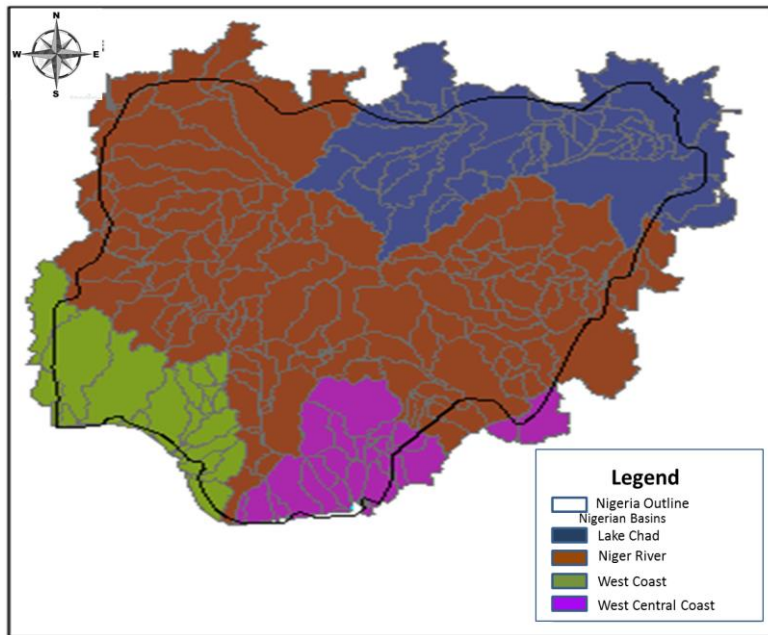 N
W E
S
Legend
Nigeria Outline
Nigerian Basins
Lake Chad
Niger River
West Coast
West Central Coast